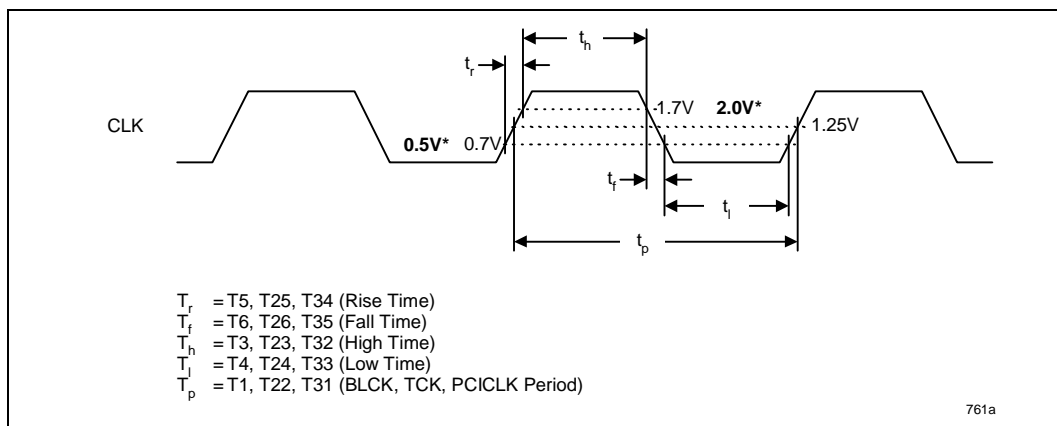 t_h
t_r
1.7V 2.0V*
CLK
1.25V
0.5V* 0.7V
t_f
t_l
t_p
T_r = T5, T25, T34 (Rise Time)
T_f = T6, T26, T35 (Fall Time)
T_h = T3, T23, T32 (High Time)
T_l = T4, T24, T33 (Low Time)
T_p = T1, T22, T31 (BLCK, TCK, PCICLK Period)
761a